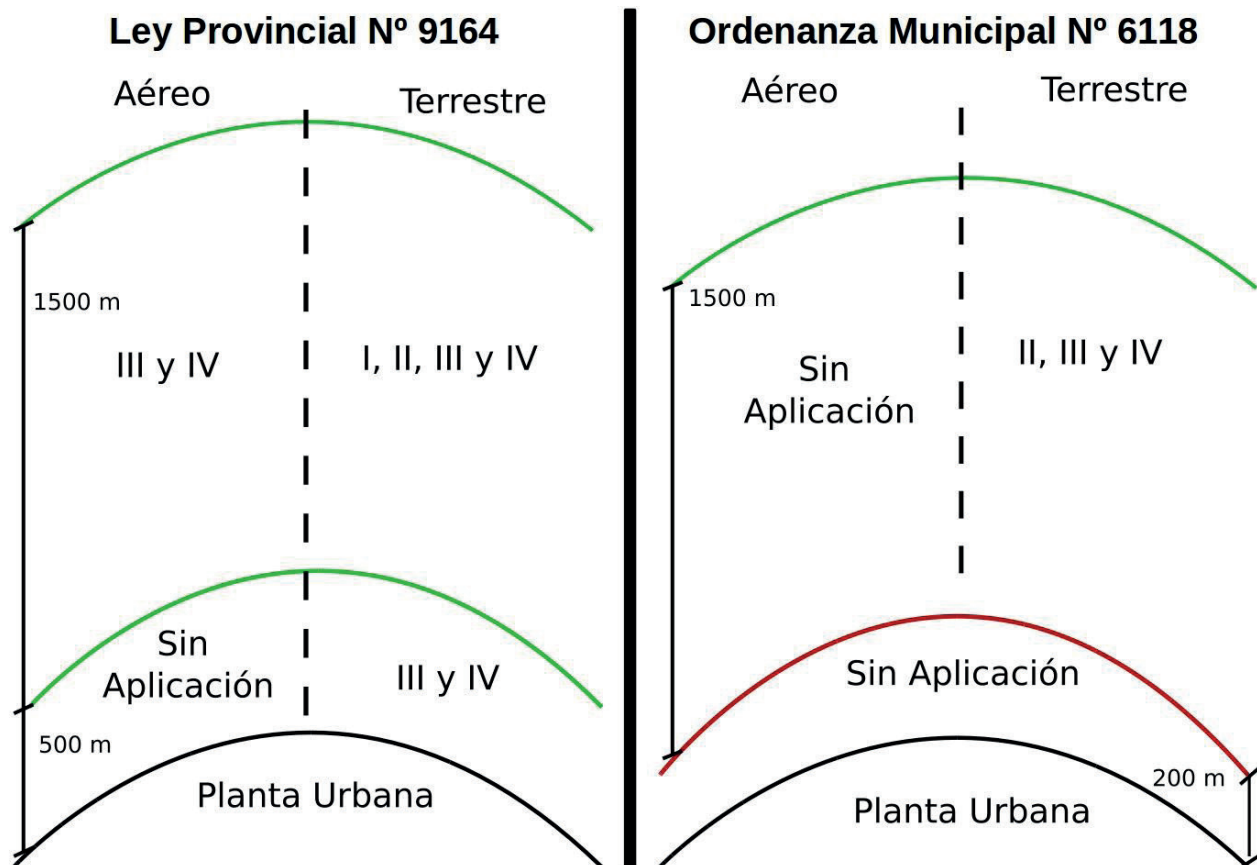 Ley Provincial Nº 9164
Aéreo
Terrestre
1500 m
III y IV
I, II, III y IV
Sin
Aplicación
III y IV
500 m
Planta Urbana
Ordenanza Municipal Nº 6118
Aéreo
Terrestre
1500 m
Sin
Aplicación
II, III y IV
Sin Aplicación
200 m
Planta Urbana